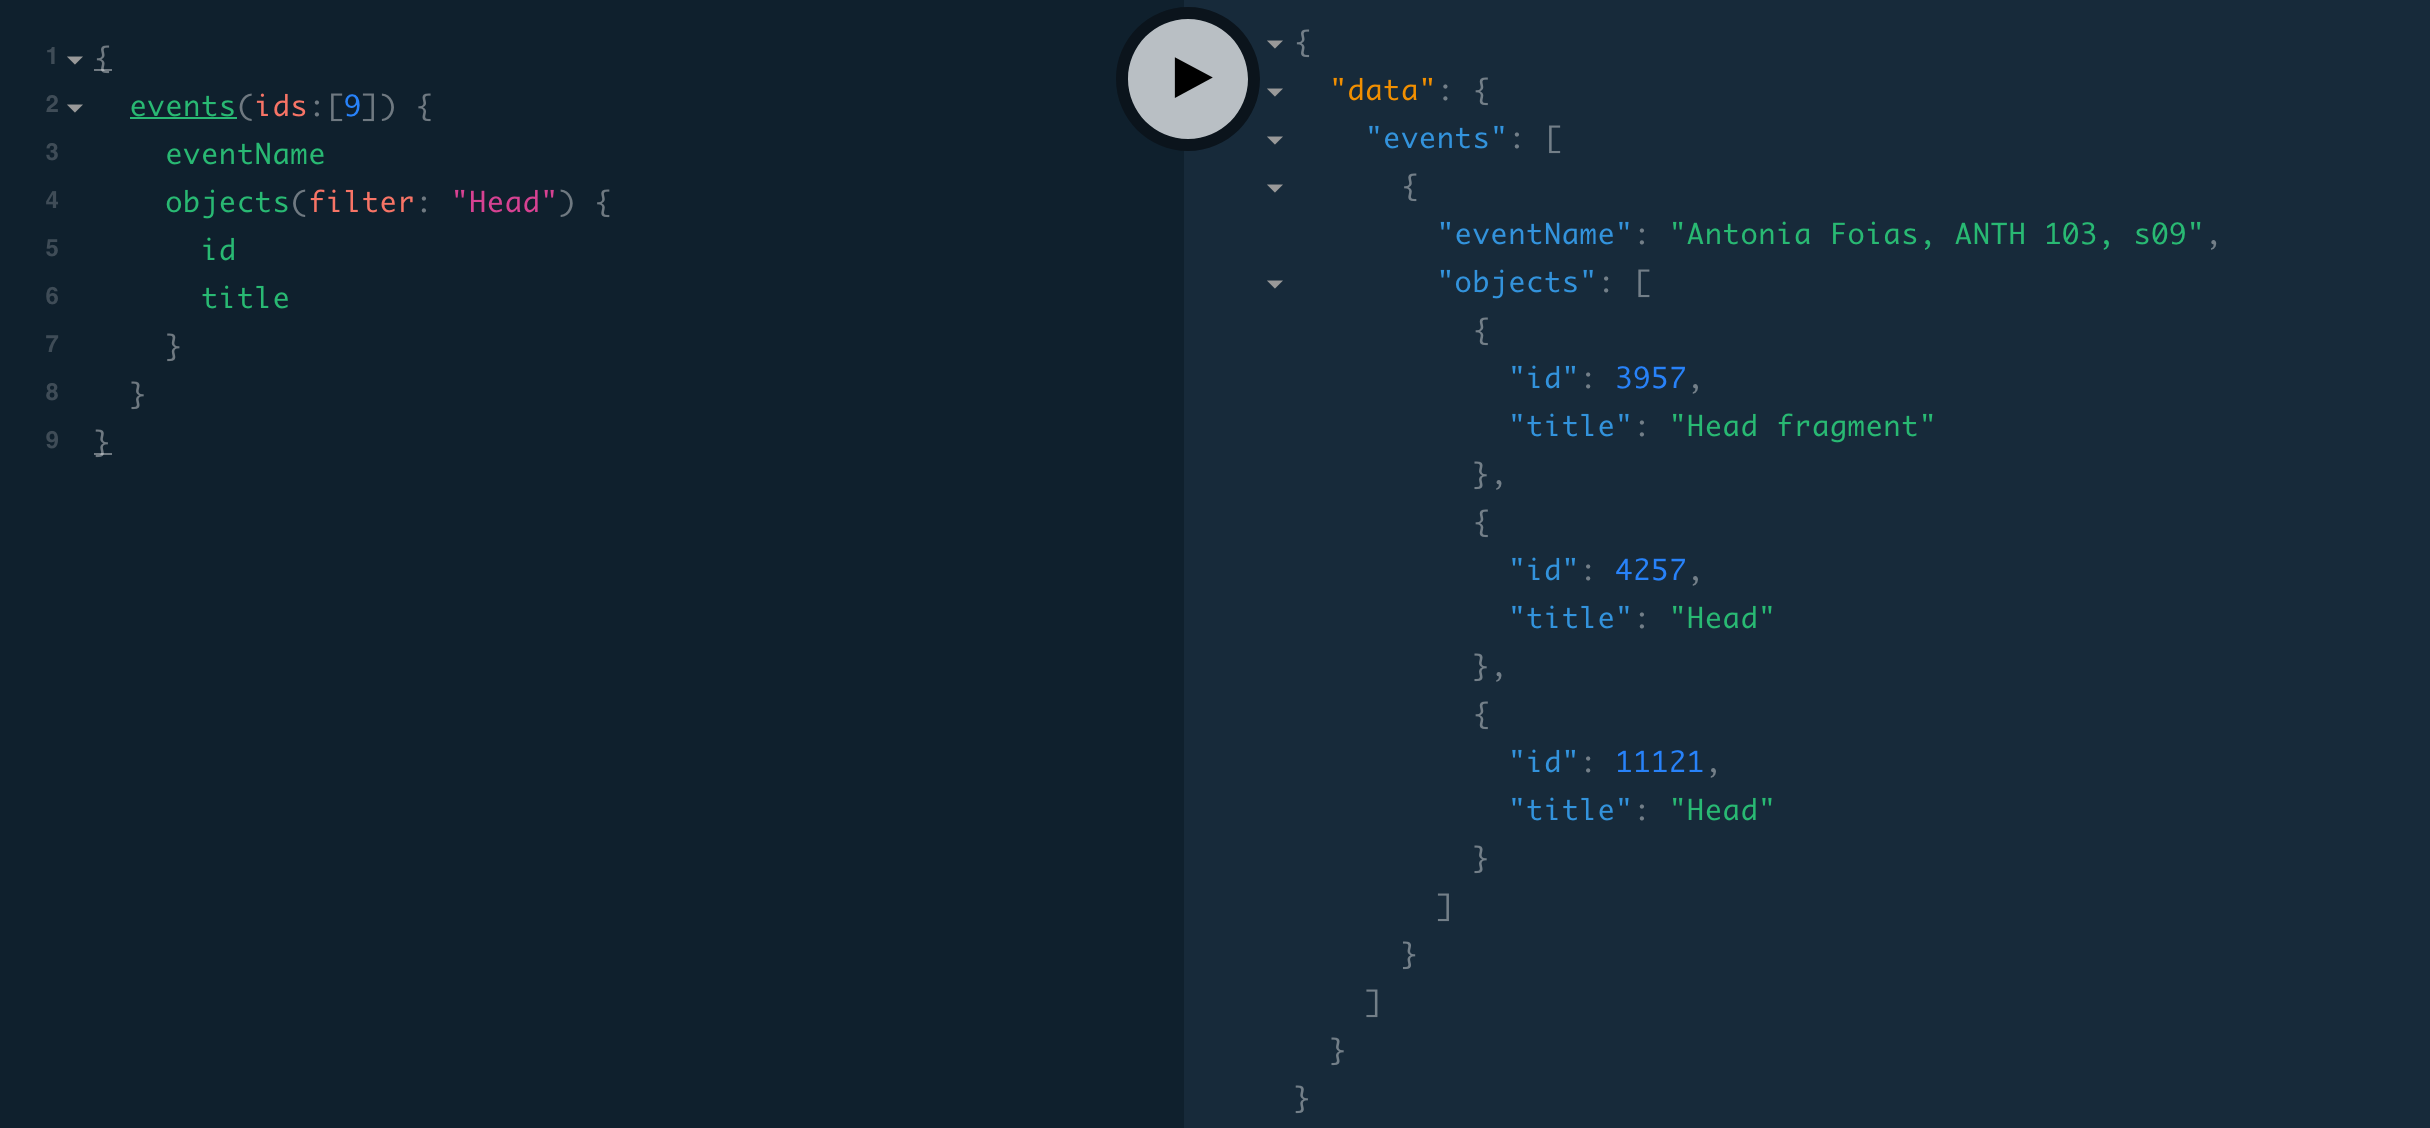 1 {
2   events(ids:[9]) {
3     eventName
4     objects(filter: "Head") {
5       id
6       title
7     }
8   }
9 }
{
  "data": {
    "events": [
      {
        "eventName": "Antonia Foias, ANTH 103, s09",
        "objects": [
          {
            "id": 3957,
            "title": "Head fragment"
          },
          {
            "id": 4257,
            "title": "Head"
          },
          {
            "id": 11121,
            "title": "Head"
          }
        ]
      }
    ]
  }
}